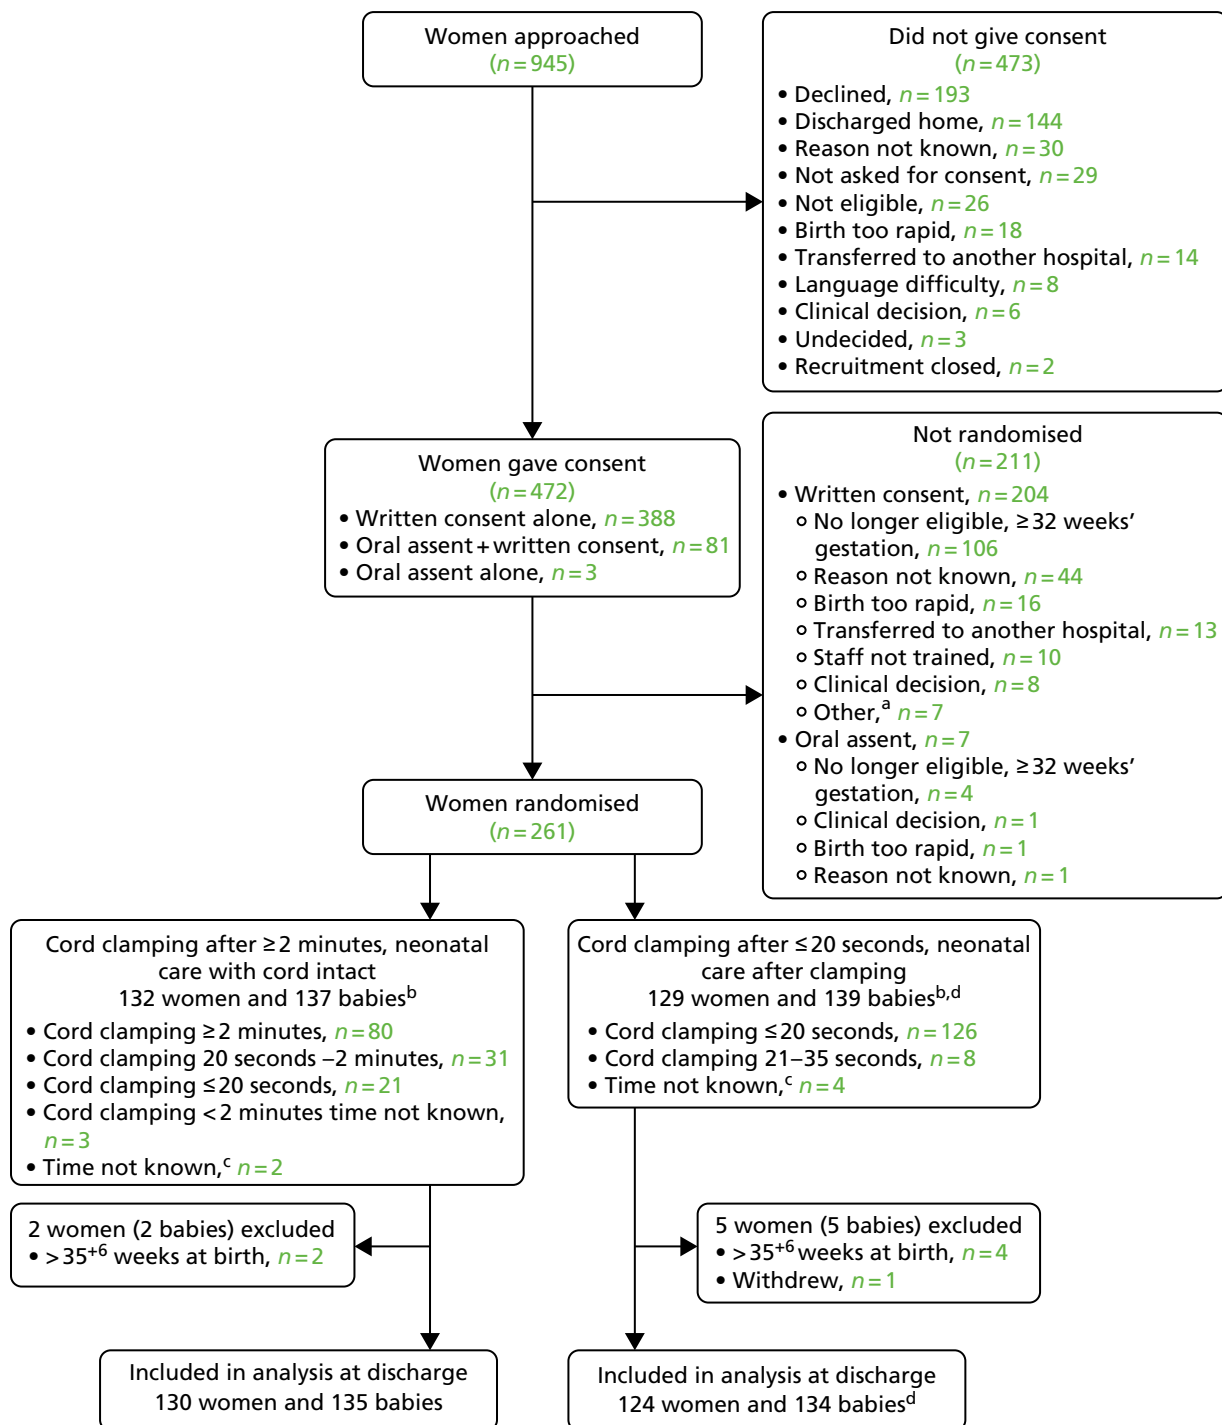 Women approached
(n=945)
Did not give consent
(n=473)
• Declined, n=193
• Discharged home, n=144
• Reason not known, n=30
• Not asked for consent, n=29
• Not eligible, n=26
• Birth too rapid, n=18
• Transferred to another hospital, n=14
• Language difficulty, n=8
• Clinical decision, n=6
• Undecided, n=3
• Recruitment closed, n=2
Women gave consent
(n=472)
• Written consent alone, n=388
• Oral assent+written consent, n=81
• Oral assent alone, n=3
Not randomised
(n=211)
• Written consent, n=204
○ No longer eligible, ≥32 weeks’
gestation, n=106
○ Reason not known, n=44
○ Birth too rapid, n=16
○ Transferred to another hospital, n=13
○ Staff not trained, n=10
○ Clinical decision, n=8
○ Other,a n=7
• Oral assent, n=7
○ No longer eligible, ≥32 weeks’
gestation, n=4
○ Clinical decision, n=1
○ Birth too rapid, n=1
○ Reason not known, n=1
Women randomised
(n=261)
Cord clamping after ≥2 minutes, neonatal
care with cord intact
132 women and 137 babiesb
• Cord clamping ≥2 minutes, n=80
• Cord clamping 20 seconds –2 minutes, n=31
• Cord clamping ≤20 seconds, n=21
• Cord clamping <2 minutes time not known,
n=3
• Time not known,c n=2
Cord clamping after ≤20 seconds, neonatal
care after clamping
129 women and 139 babiesb,d
• Cord clamping ≤20 seconds, n=126
• Cord clamping 21–35 seconds, n=8
• Time not known,c n=4
2 women (2 babies) excluded
• >35+6 weeks at birth, n=2
5 women (5 babies) excluded
• >35+6 weeks at birth, n=4
• Withdrew, n=1
Included in analysis at discharge
130 women and 135 babies
Included in analysis at discharge
124 women and 134 babiesd